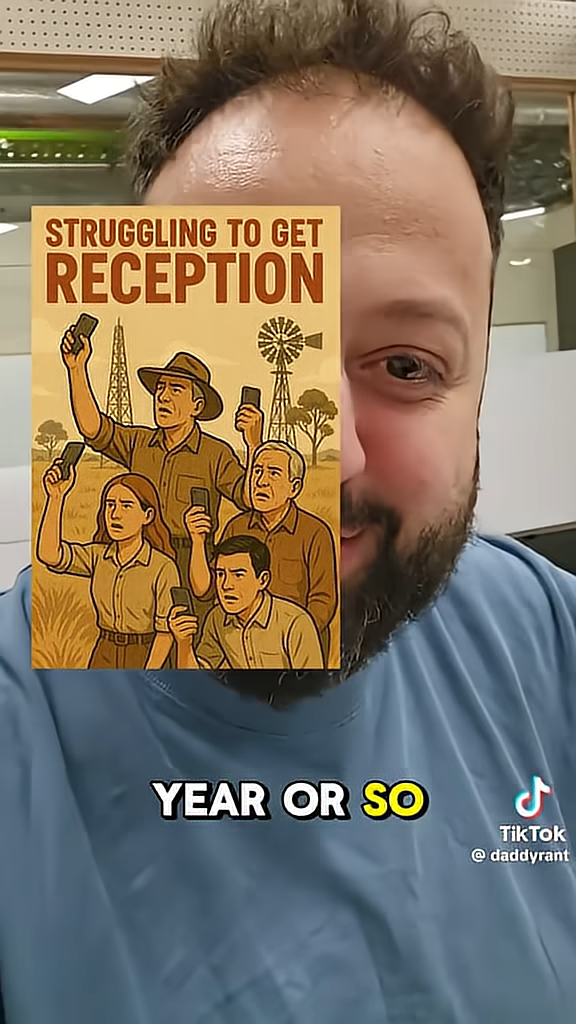 STRUGGLING TO GET
RECEPTION
YEAR OR SO
TikTok
@ daddyrant